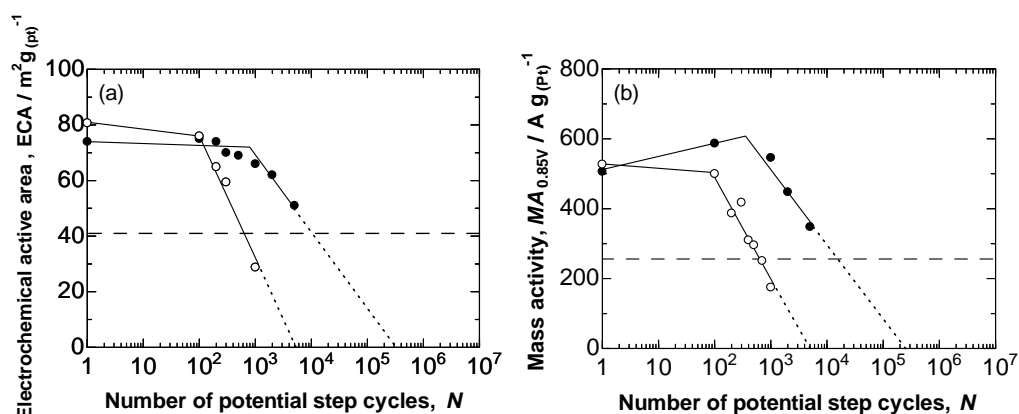 Electrochemical active area , ECA / m²g₍pt₎⁻¹
100
80
60
40
20
0
(a)
1 10 10² 10³ 10⁴ 10⁵ 10⁶ 10⁷
Number of potential step cycles, N
Mass activity, MA₀.₈₅V / A g₍Pt₎⁻¹
800
600
400
200
0
(b)
1 10 10² 10³ 10⁴ 10⁵ 10⁶ 10⁷
Number of potential step cycles, N